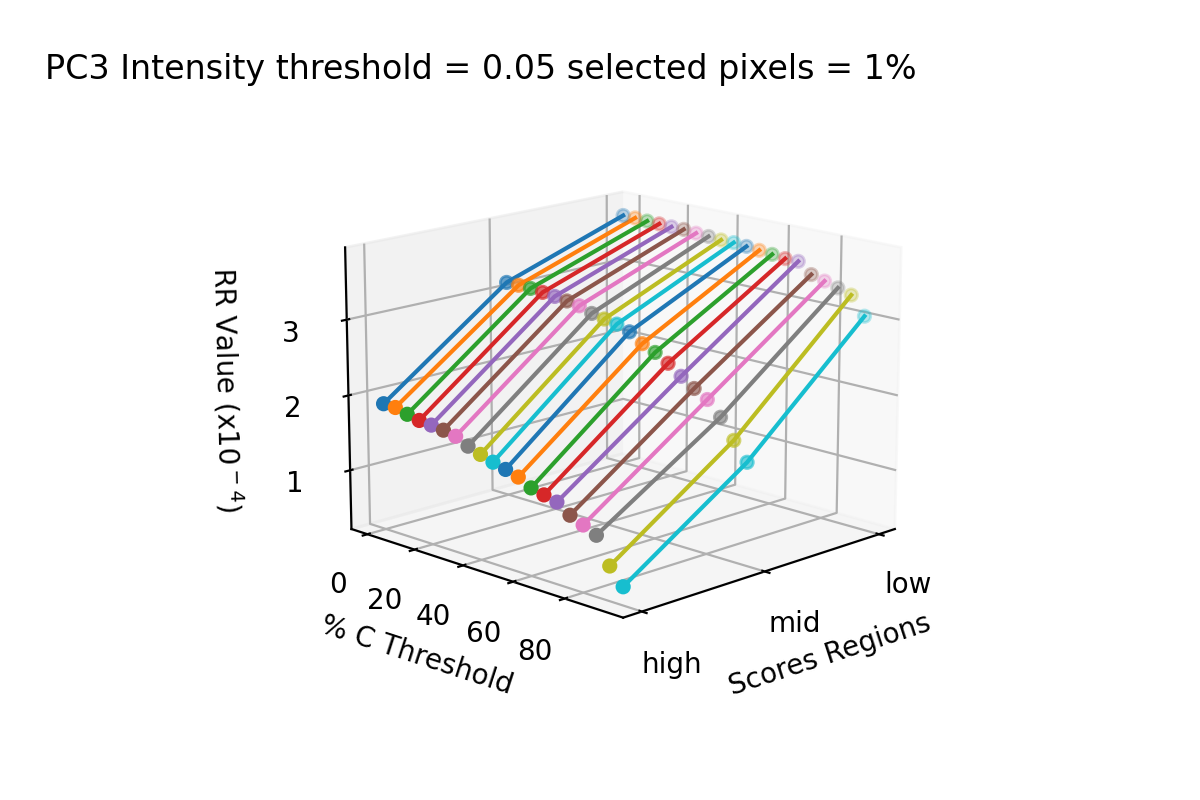 PC3 Intensity threshold = 0.05 selected pixels = 1%
RR Value (x10⁻⁴)
3
2
1
0
20
40
60
80
% C Threshold
high
mid
low
Scores Regions